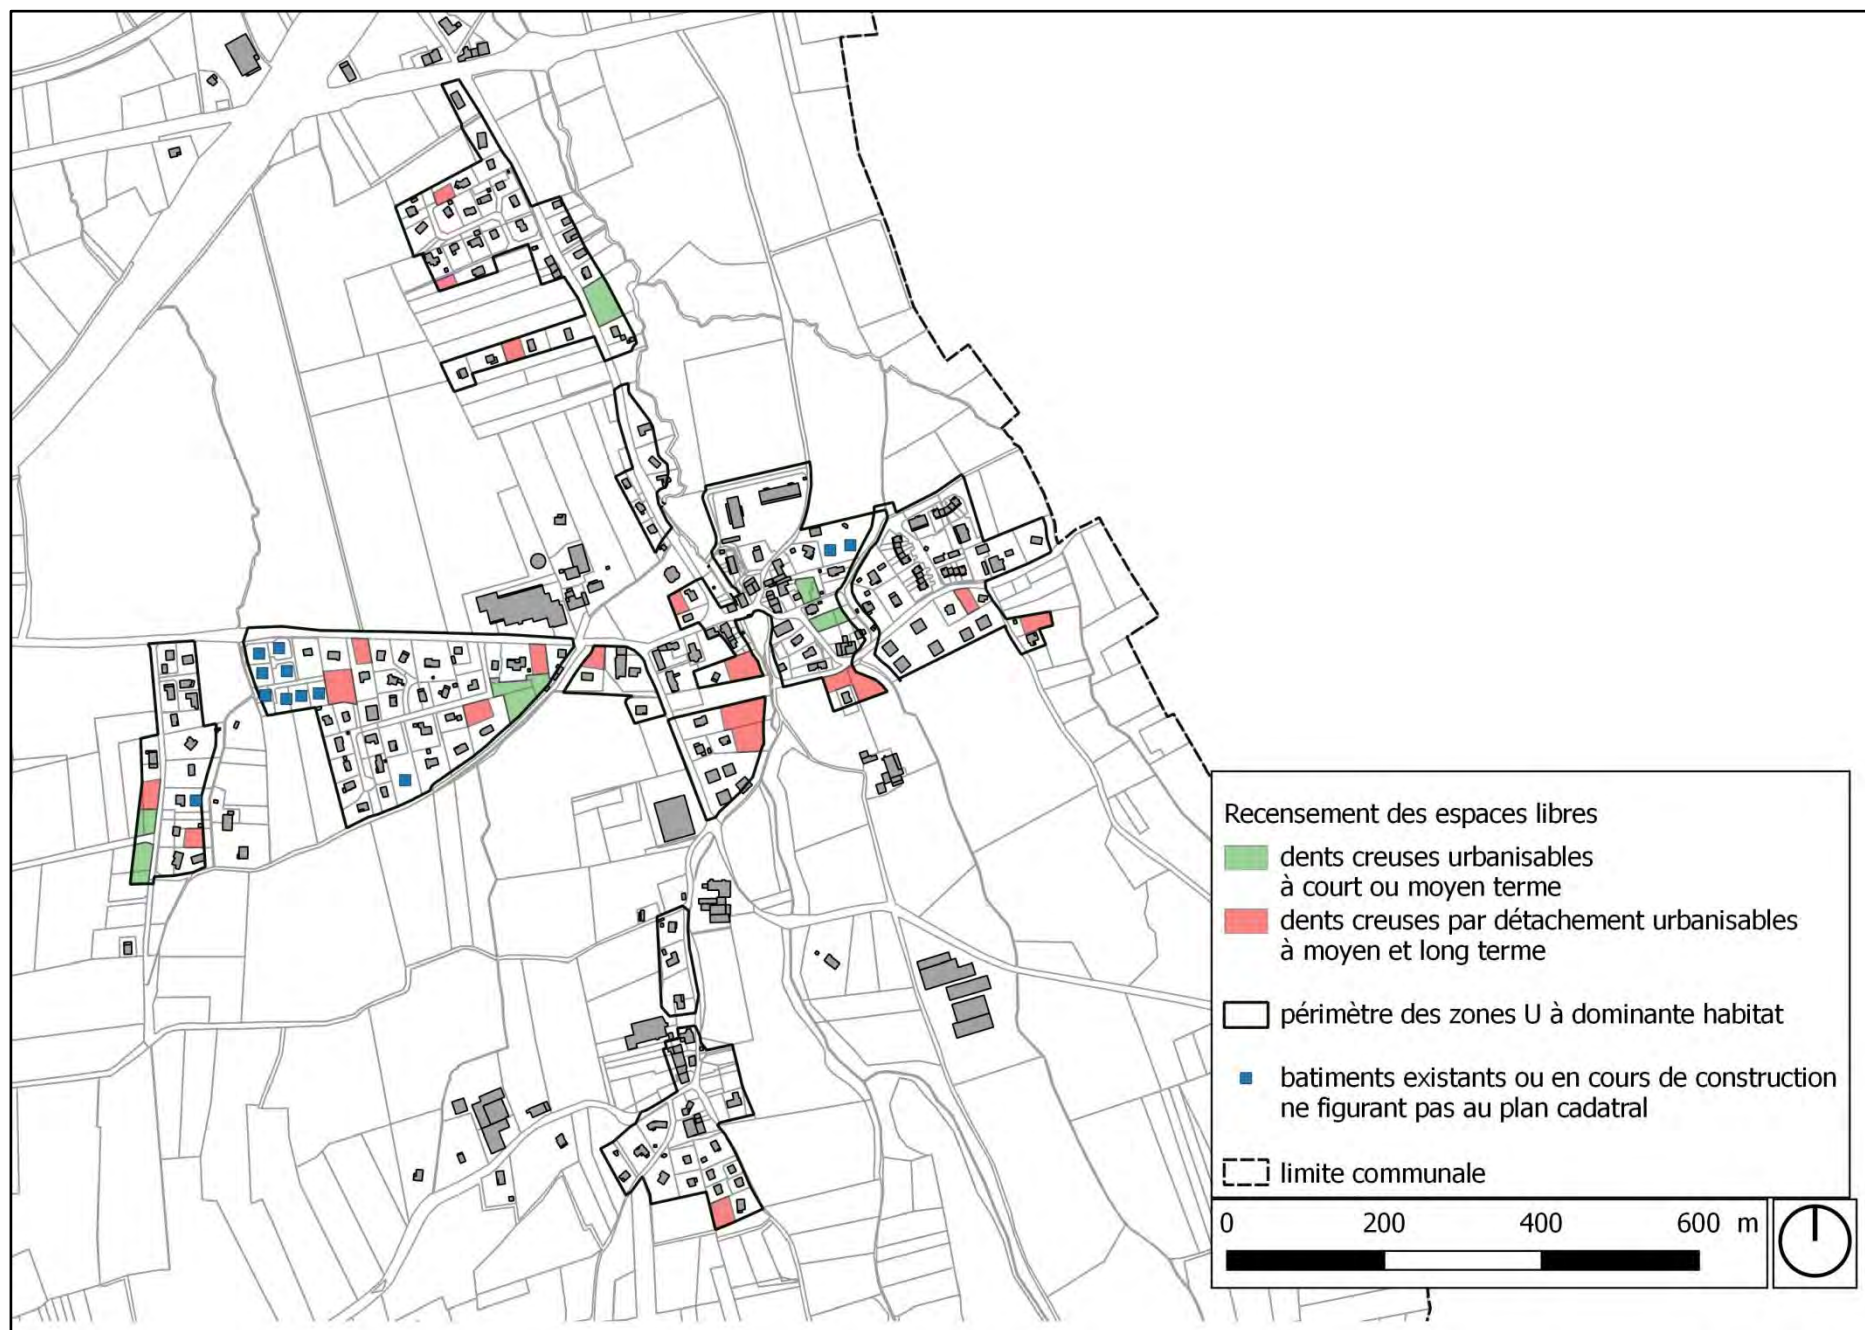 Recensement des espaces libres
dents creuses urbanisables
à court ou moyen terme
dents creuses par détachement urbanisables
à moyen et long terme
périmètre des zones U à dominante habitat
batiments existants ou en cours de construction
ne figurant pas au plan cadatral
limite communale
0 200 400 600 m